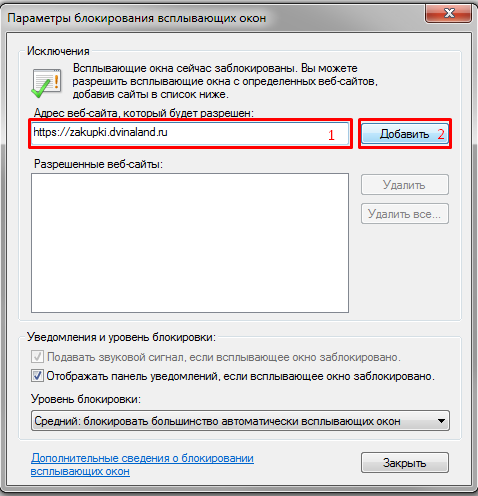 Параметры блокирования всплывающих окон
Исключения
Всплывающие окна сейчас заблокированы. Вы можете
разрешить всплывающие окна с определенных веб-сайтов,
добавив сайты в список ниже.
Адрес веб-сайта, который будет разрешен:
https://zakupki.dvinaland.ru 1 Добавить 2
Разрешенные веб-сайты:
Удалить
Удалить все...
Уведомления и уровень блокировки:
Подавать звуковой сигнал, если всплывающее окно заблокировано.
Отображать панель уведомлений, если всплывающее окно заблокировано.
Уровень блокировки:
Средний: блокировать большинство автоматически всплывающих окон
Дополнительные сведения о блокировании
всплывающих окон
Закрыть